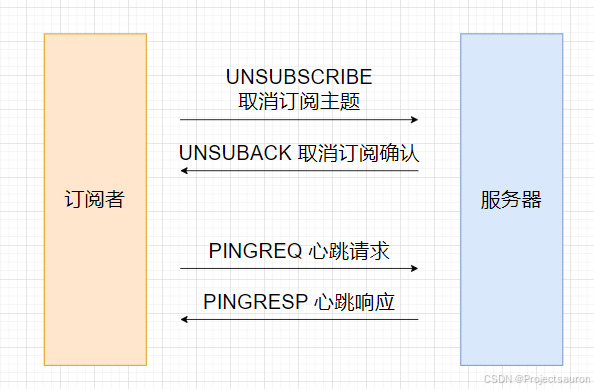 UNSUBSCRIBE
取消订阅主题
UNSUBACK 取消订阅确认
订阅者
服务器
PINGREQ 心跳请求
PINGRESP 心跳响应
CSDN @Projectsauron